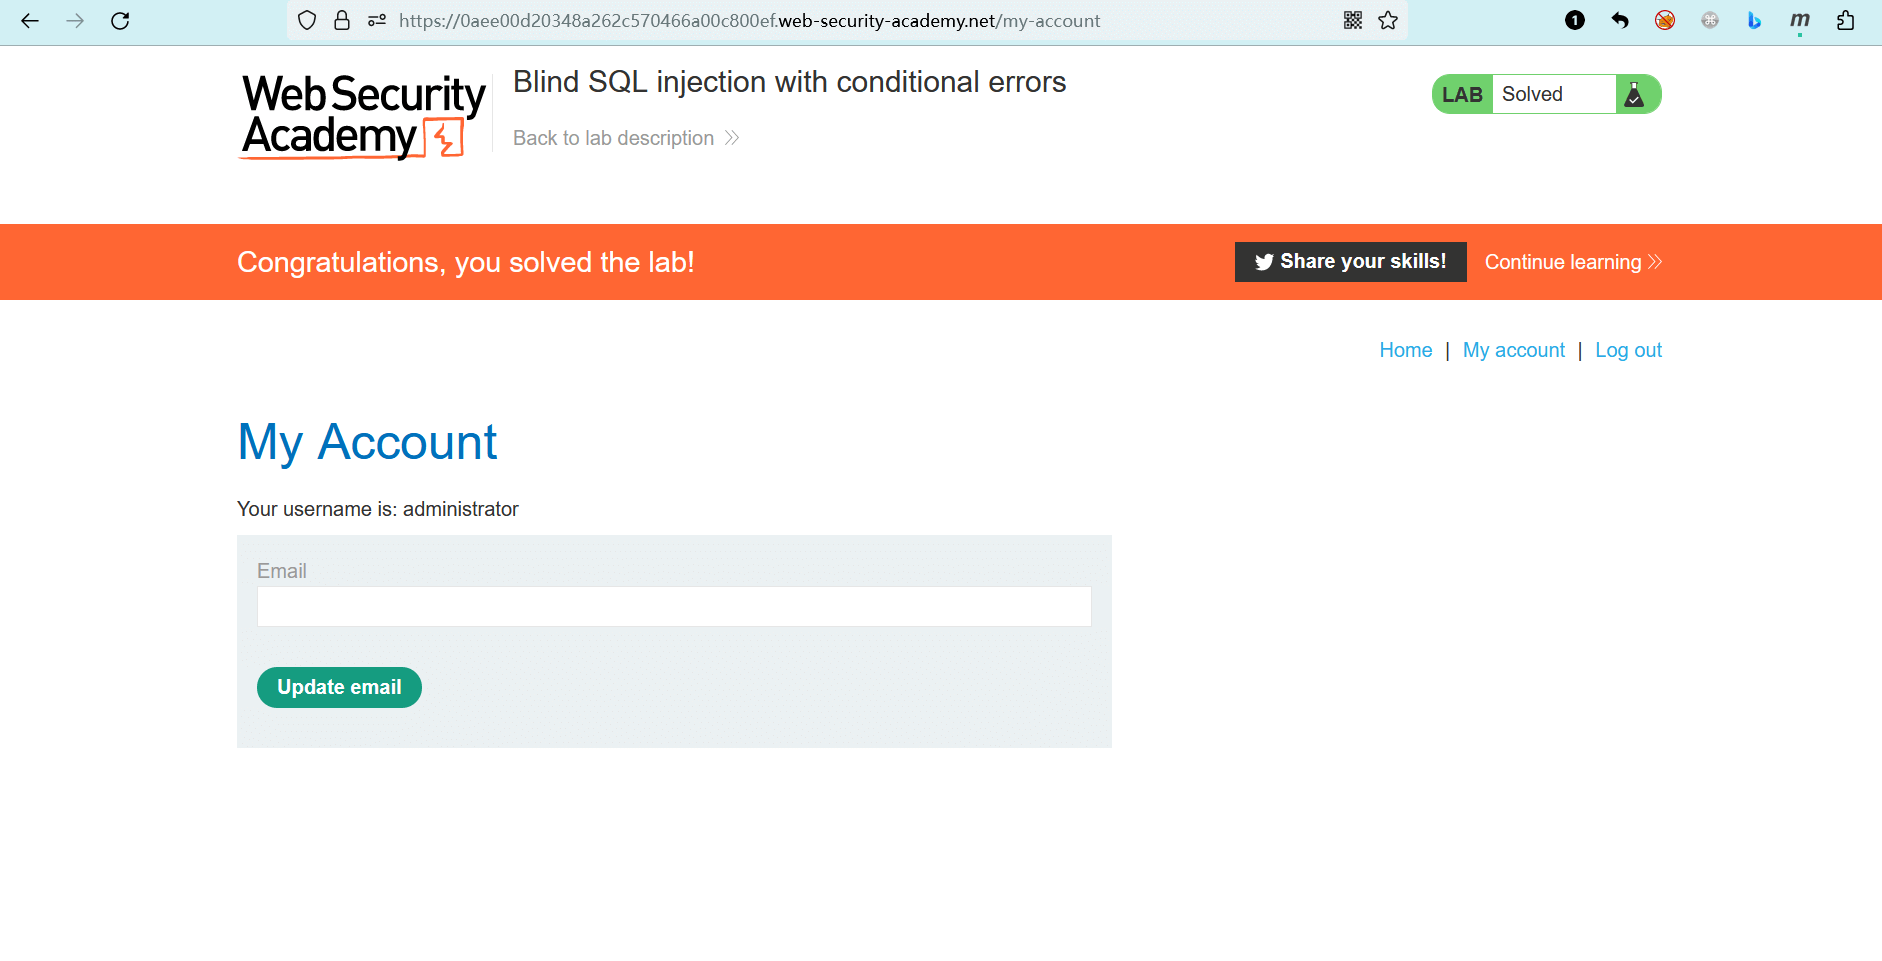 https://0aee00d20348a262c570466a00c800ef.web-security-academy.net/my-account
1
m
Web Security
Academy
Blind SQL injection with conditional errors
Back to lab description
LAB Solved
Congratulations, you solved the lab!
Share your skills!
Continue learning
Home | My account | Log out
My Account
Your username is: administrator
Email
Update email